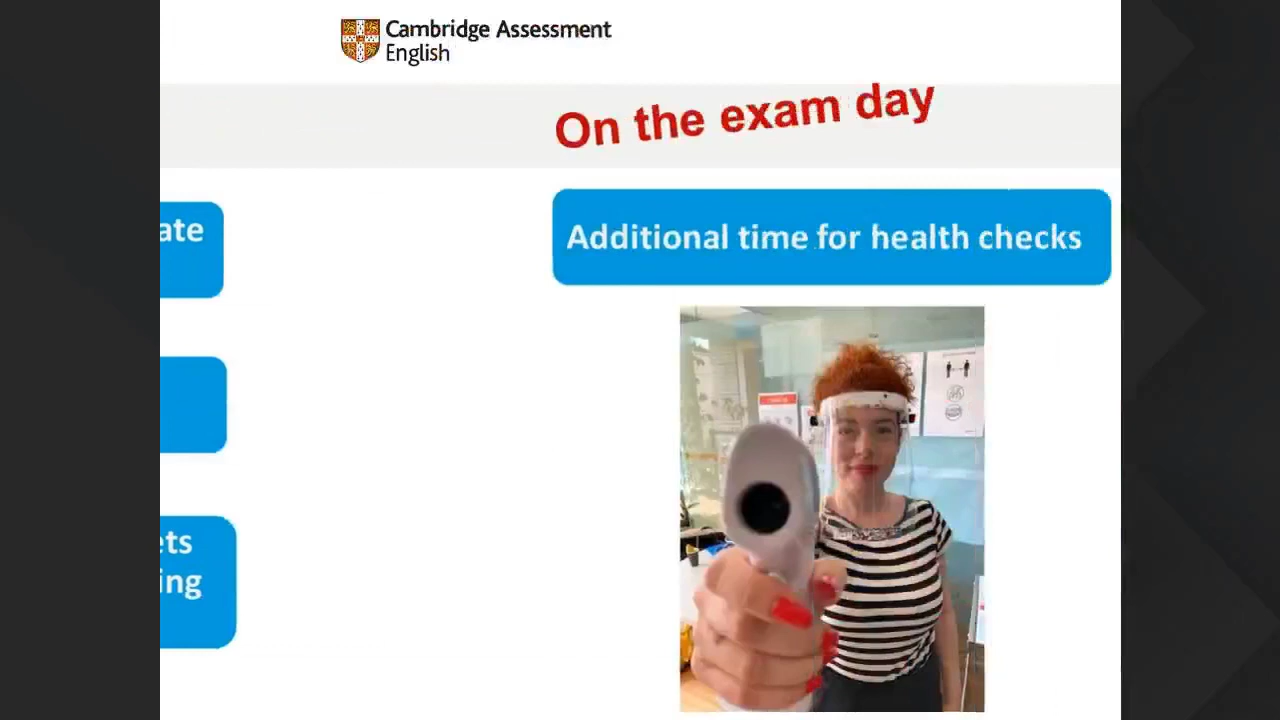 Cambridge Assessment
English
On the exam day
ate
Additional time for health checks
ets
ing